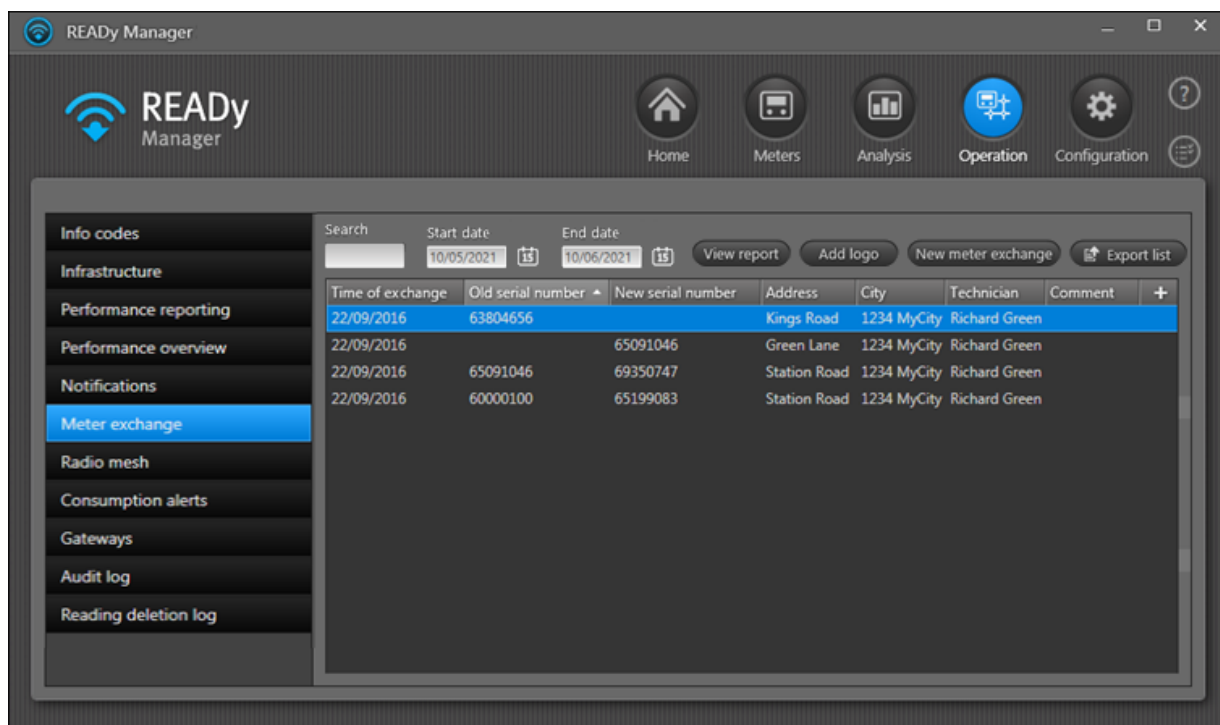 READy Manager
READy
Manager
Home Meters Analysis Operation Configuration
Info codes
Infrastructure
Performance reporting
Performance overview
Notifications
Meter exchange
Radio mesh
Consumption alerts
Gateways
Audit log
Reading deletion log
Search Start date End date
10/05/2021 15 10/06/2021 15 View report Add logo New meter exchange Export list
Time of exchange Old serial number New serial number Address City Technician Comment +
22/09/2016 63804656 Kings Road 1234 MyCity Richard Green
22/09/2016 65091046 Green Lane 1234 MyCity Richard Green
22/09/2016 65091046 69350747 Station Road 1234 MyCity Richard Green
22/09/2016 60000100 65199083 Station Road 1234 MyCity Richard Green